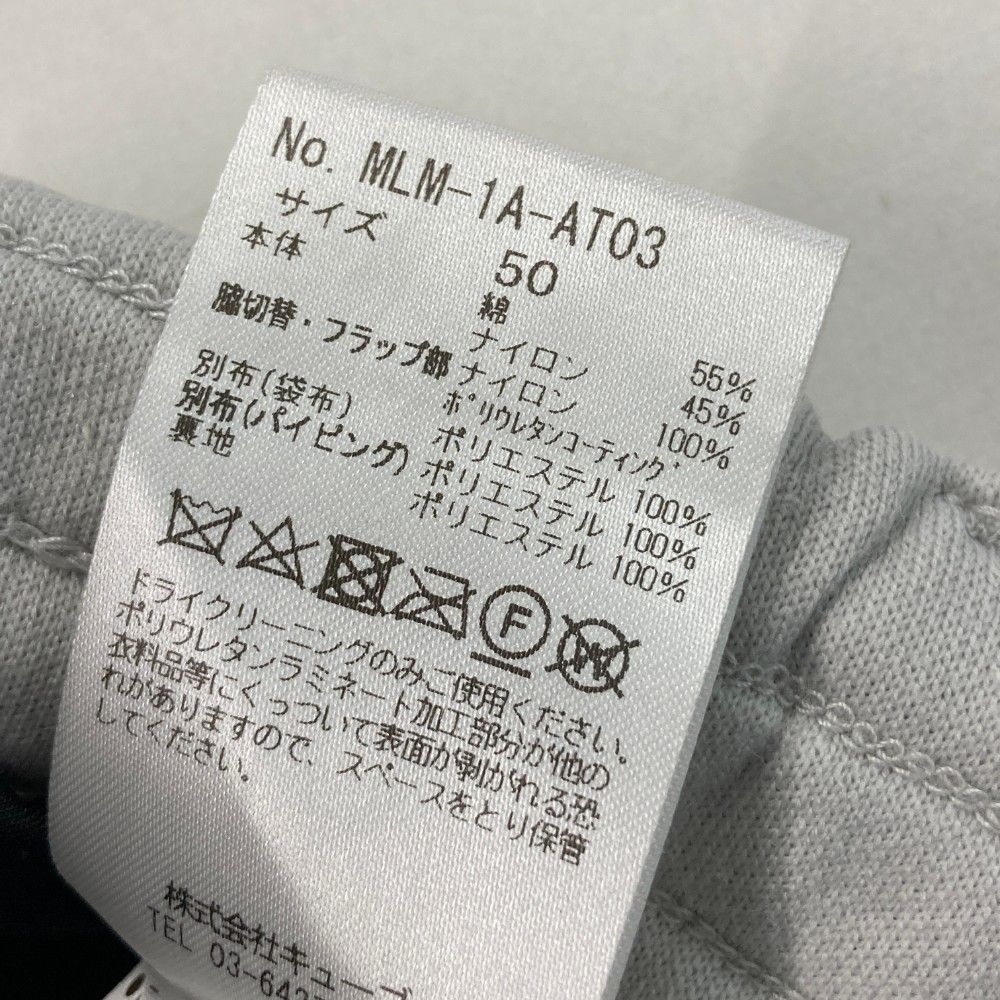 No. MLM-1A-AT03
サイズ 50
本体 綿 55%
ナイロン 45%
脇切替・フラップ部 ナイロン 100%
ポリウレタンコーティング
別布(袋布) ポリエステル 100%
別布(パイピング) ポリエステル 100%
裏地 ポリエステル 100%
F
W
ドライクリーニングのみご使用ください。
ポリウレタンラミネート加工部分が他の
衣料品等にくっついて表面が剥がれる恐
れがありますので、スペースをとり保管
してください。
株式会社キューブ
TEL 03-643